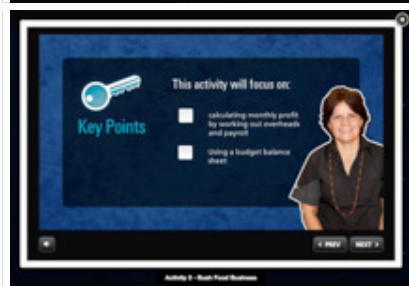 This activity will focus on:
Key Points
calculating monthly profit
by working out overheads
and payroll
Using a budget balance
sheet
< PREV
NEXT >
Activity 3 - Bush Food Business